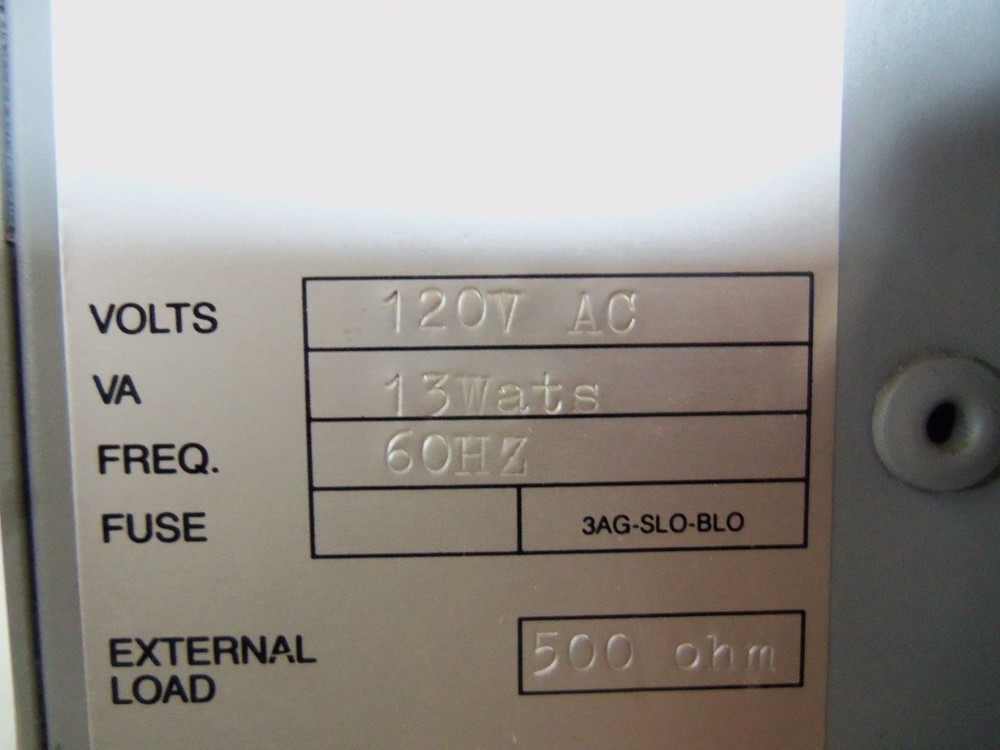 VOLTS 120V AC
VA 13Wats
FREQ. 60HZ
FUSE 3AG-SLO-BLO
EXTERNAL
LOAD 500 ohm